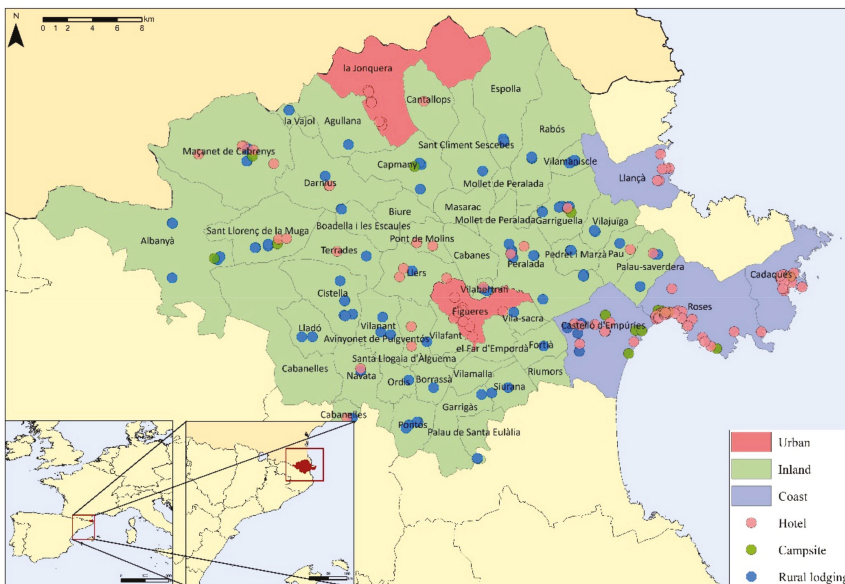 N
km
0 2 4 6 8
la Jonquera
Cantallops
Espolla
la Vajol
Agullana
Rabós
Sant Climent Sescebes
Maçanet de Cabrenys
Capmany
Vilamaniscle
Llançà
Darnius
Mollet de Peralada
Biure
Masarac
Mollet de Peralada
Garriguella
Vilajuïga
Albanyà
Sant Llorenç de la Muga
Boadella i les Escaules
Pont de Molins
Terrades
Cabanes
Pedret i Marzà
Pau
Peralada
Palau-saverdera
Cadaqués
Llers
Cistella
Vilabertran
Roses
Figueres
Vila-sacra
Castelló d'Empúries
Lladó
Vilanant
Avinyonet de Puigventós
Vilafant
el Far d'Empordà
Fortià
Santa Llogaia d'Àlguema
Cabanelles
Navata
Ordis
Borrassà
Vilamalla
Riumors
Siurana
Garrigàs
Cabanelles
Pontós
Palau de Santa Eulàlia
Urban
Inland
Coast
Hotel
Campsite
Rural lodging